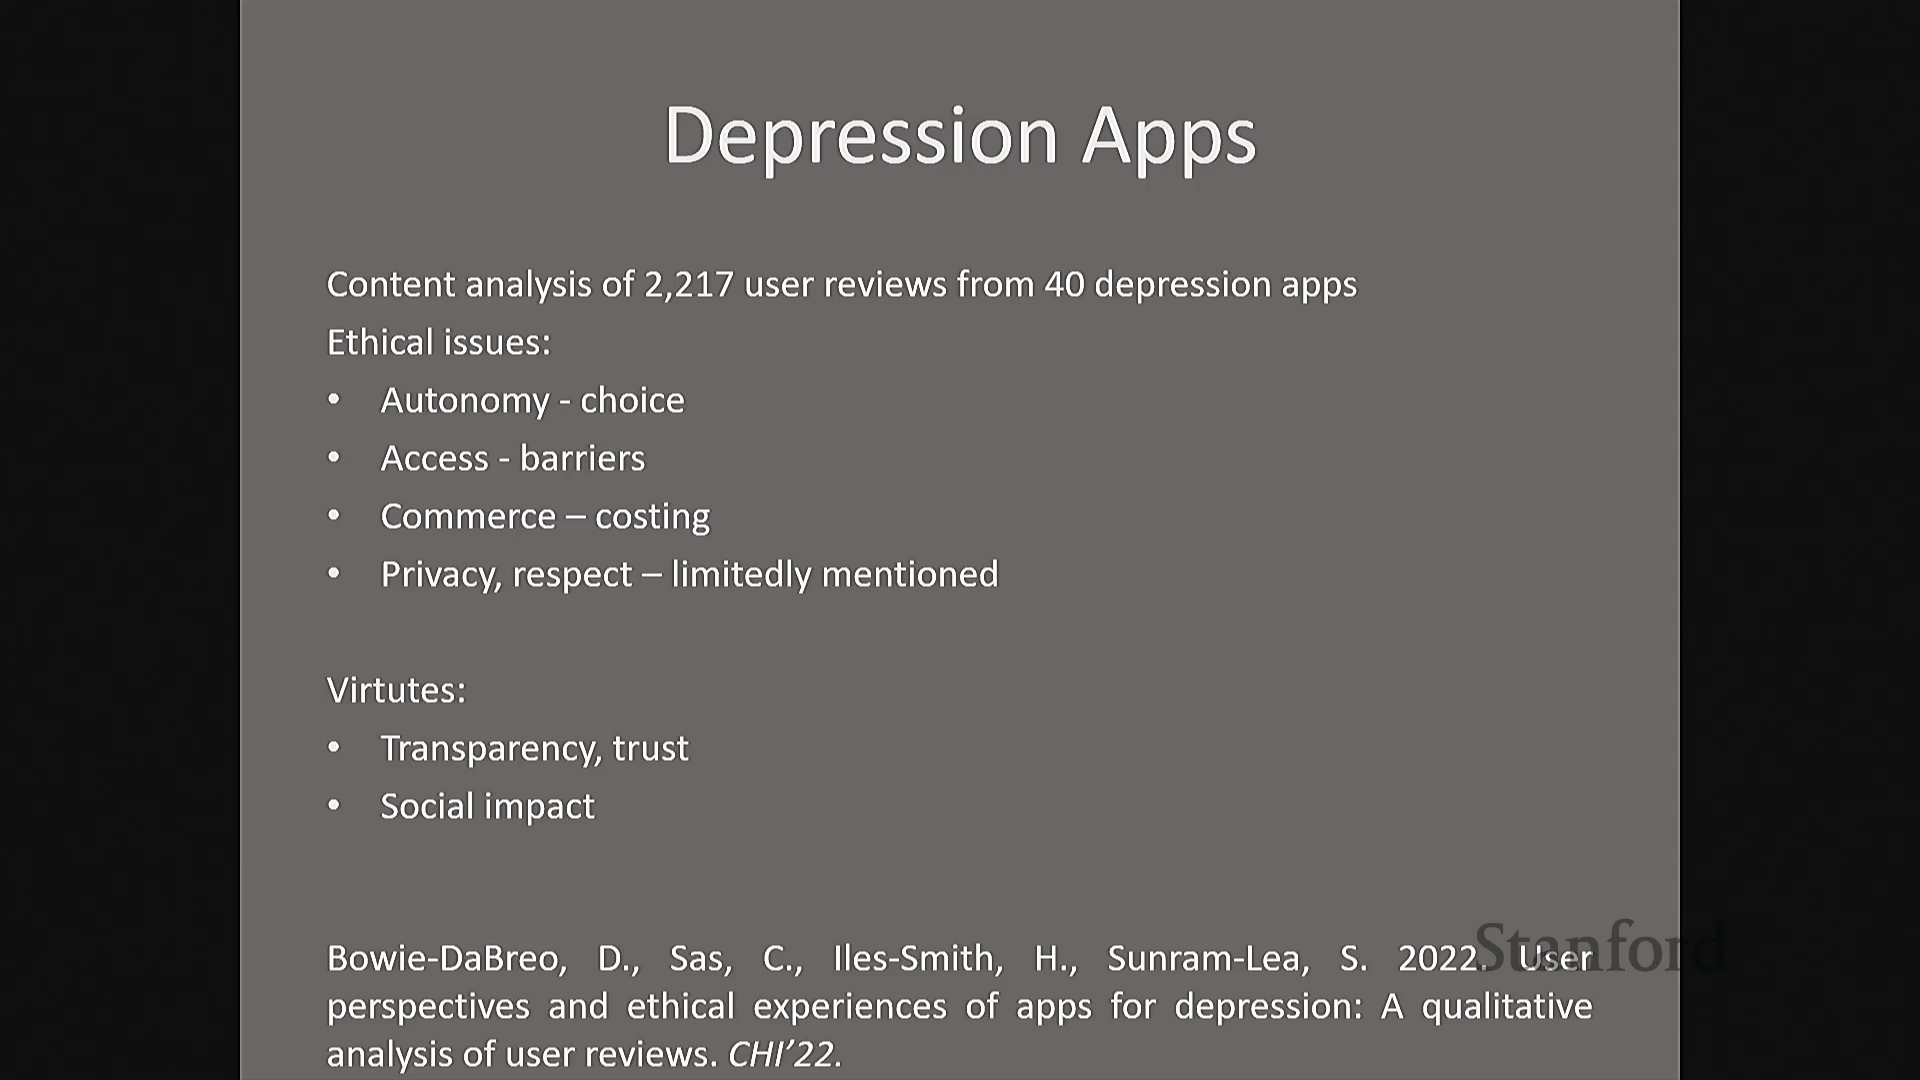 Depression Apps
Content analysis of 2,217 user reviews from 40 depression apps
Ethical issues:
• Autonomy - choice
• Access - barriers
• Commerce – costing
• Privacy, respect – limitedly mentioned
Virtutes:
• Transparency, trust
• Social impact
Bowie-DaBreo, D., Sas, C., Iles-Smith, H., Sunram-Lea, S. 2022. User
perspectives and ethical experiences of apps for depression: A qualitative
analysis of user reviews. CHI’22.
Stanford